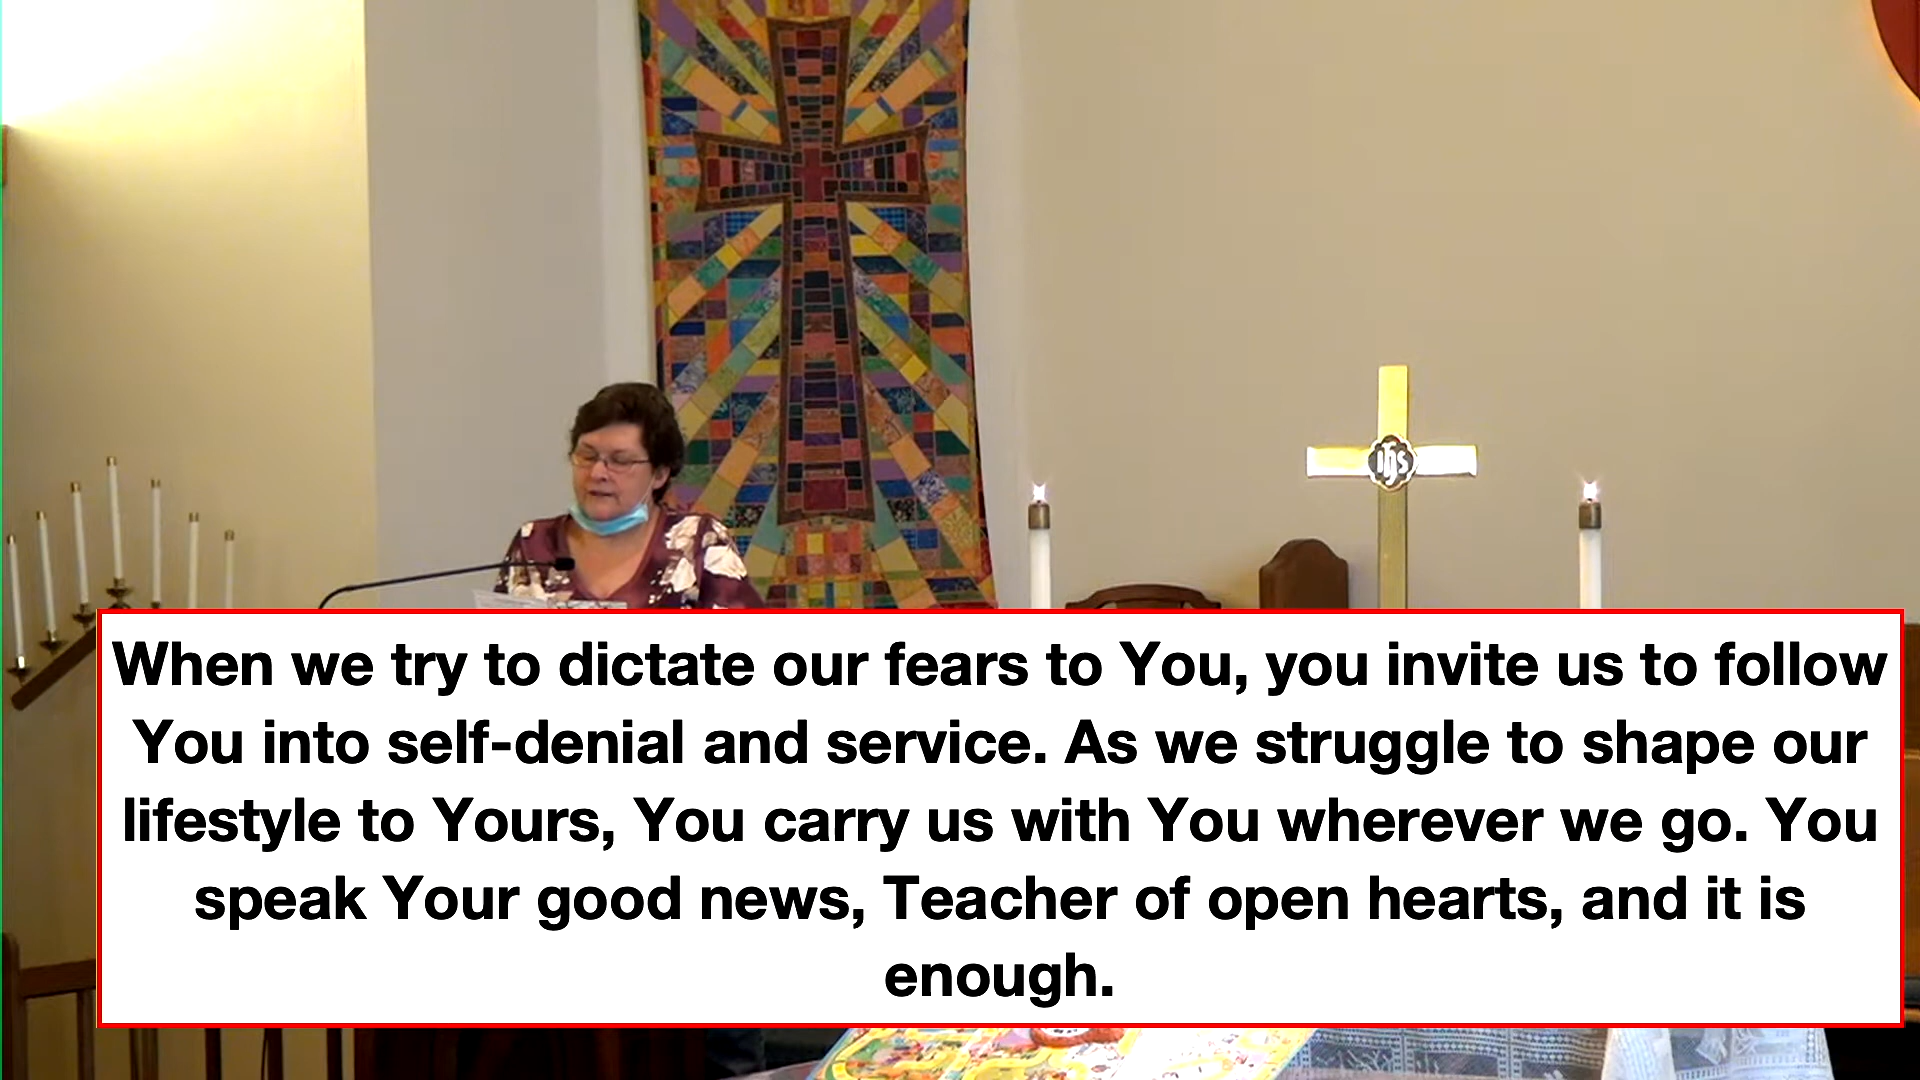 IHS
When we try to dictate our fears to You, you invite us to follow
You into self-denial and service. As we struggle to shape our
lifestyle to Yours, You carry us with You wherever we go. You
speak Your good news, Teacher of open hearts, and it is
enough.